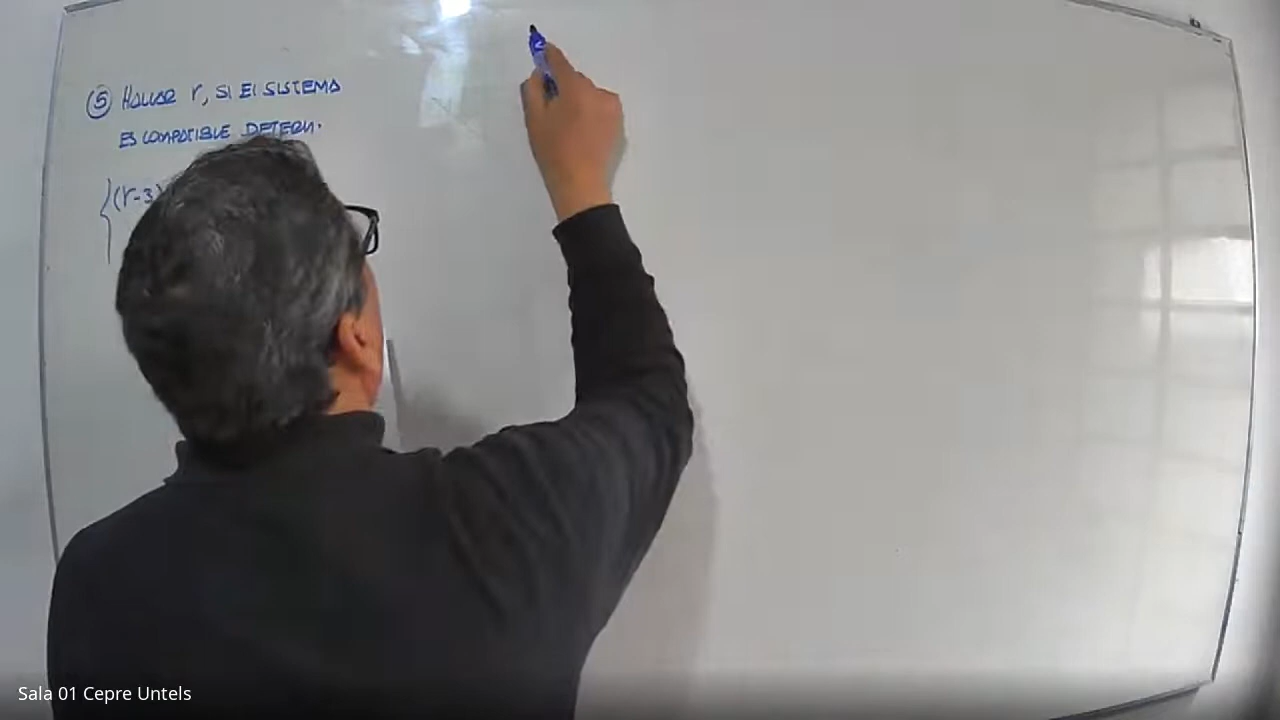 ⑤ HALLAR r, SI EL SISTEMA
ES COMPATIBLE DETERM.
(r-3)
Sala 01 Cepre Untels